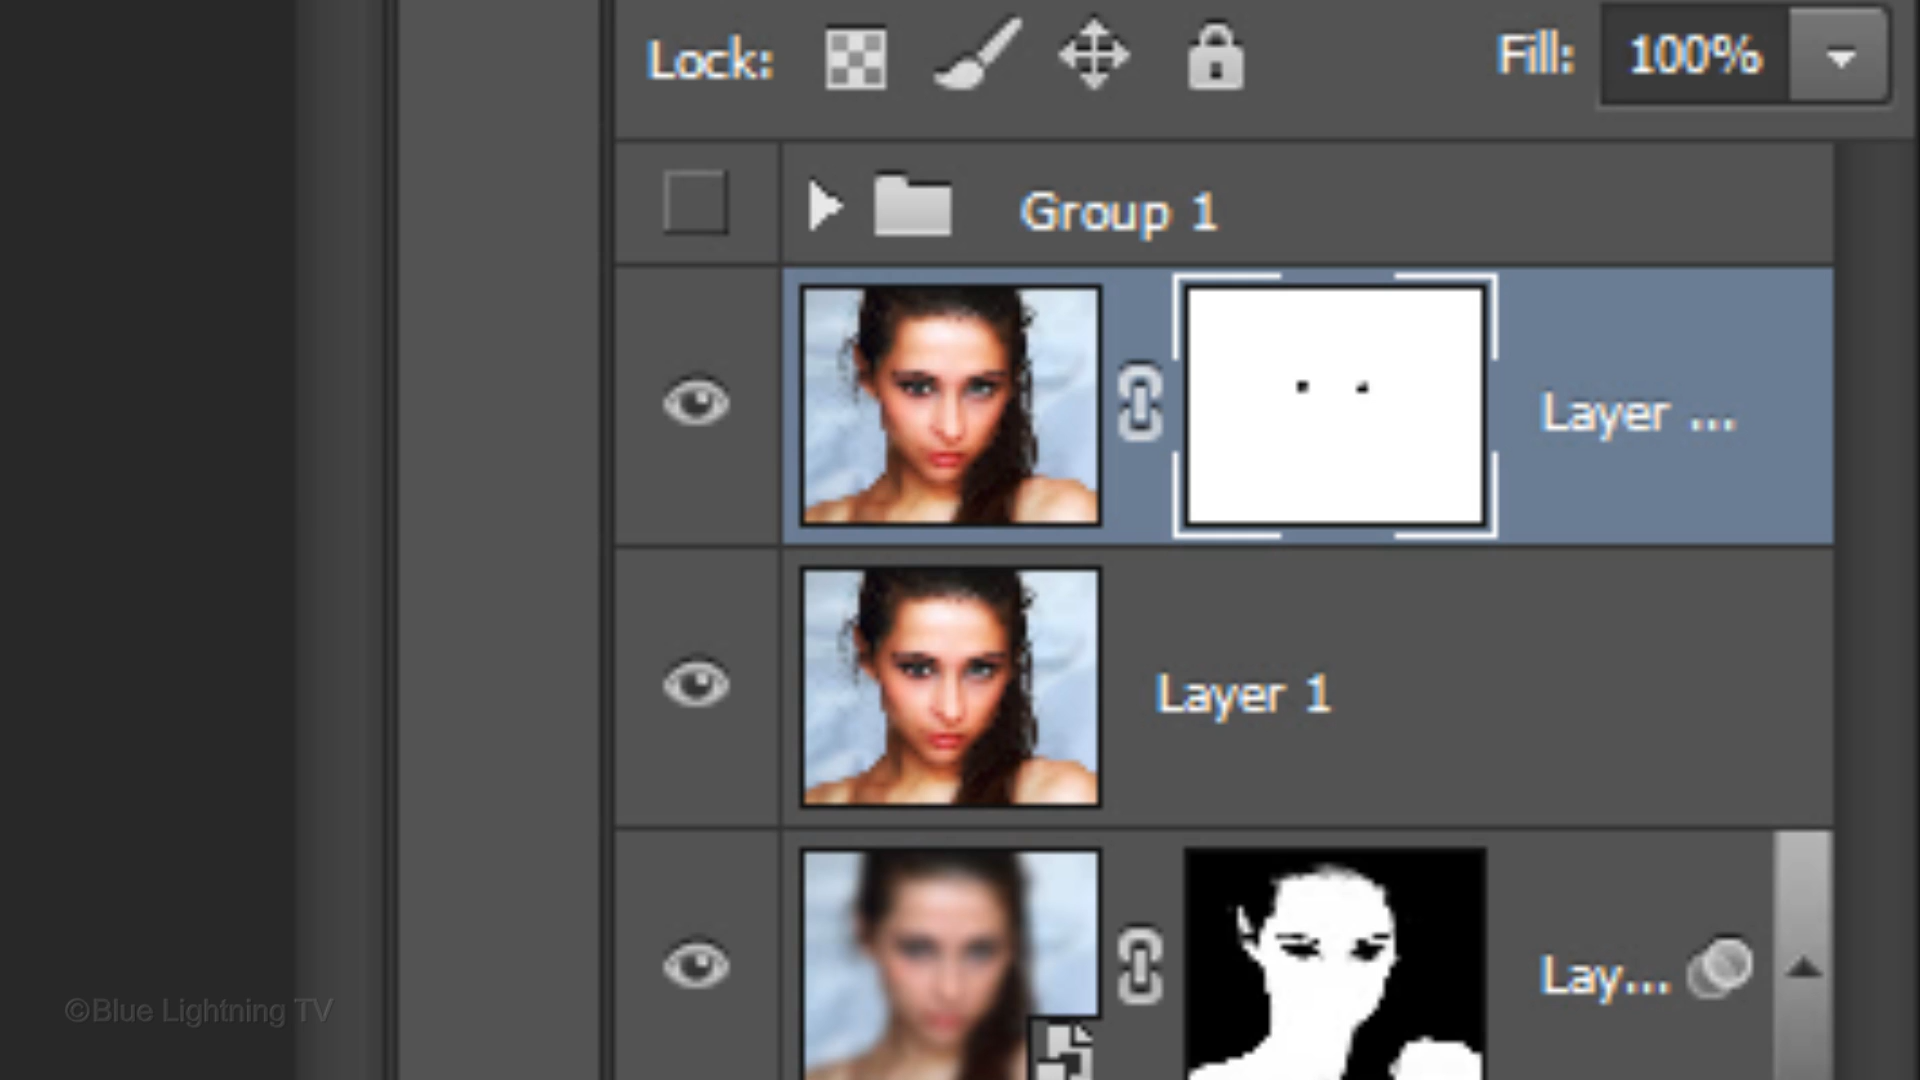 Lock: Fill: 100%
Group 1
Layer ...
Layer 1
Lay...
©Blue Lightning TV